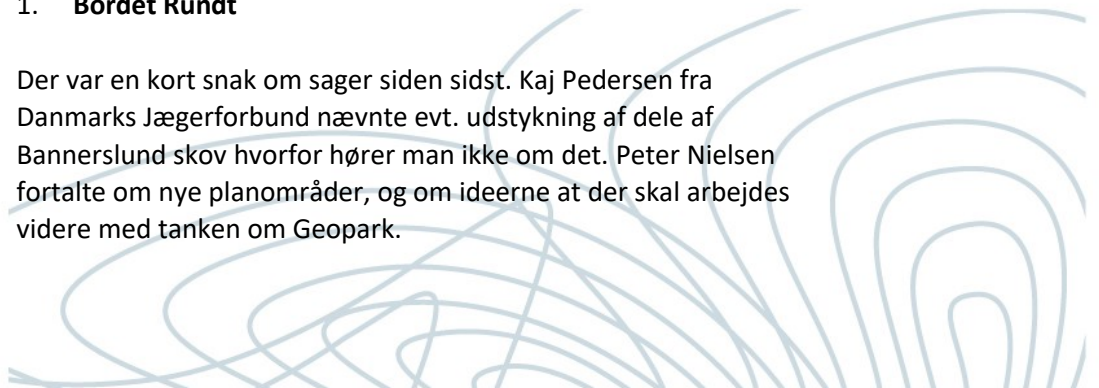 1. Bordet Rundt
Der var en kort snak om sager siden sidst. Kaj Pedersen fra
Danmarks Jægerforbund nævnte evt. udstykning af dele af
Bannerslund skov hvorfor hører man ikke om det. Peter Nielsen
fortalte om nye planområder, og om ideerne at der skal arbejdes
videre med tanken om Geopark.